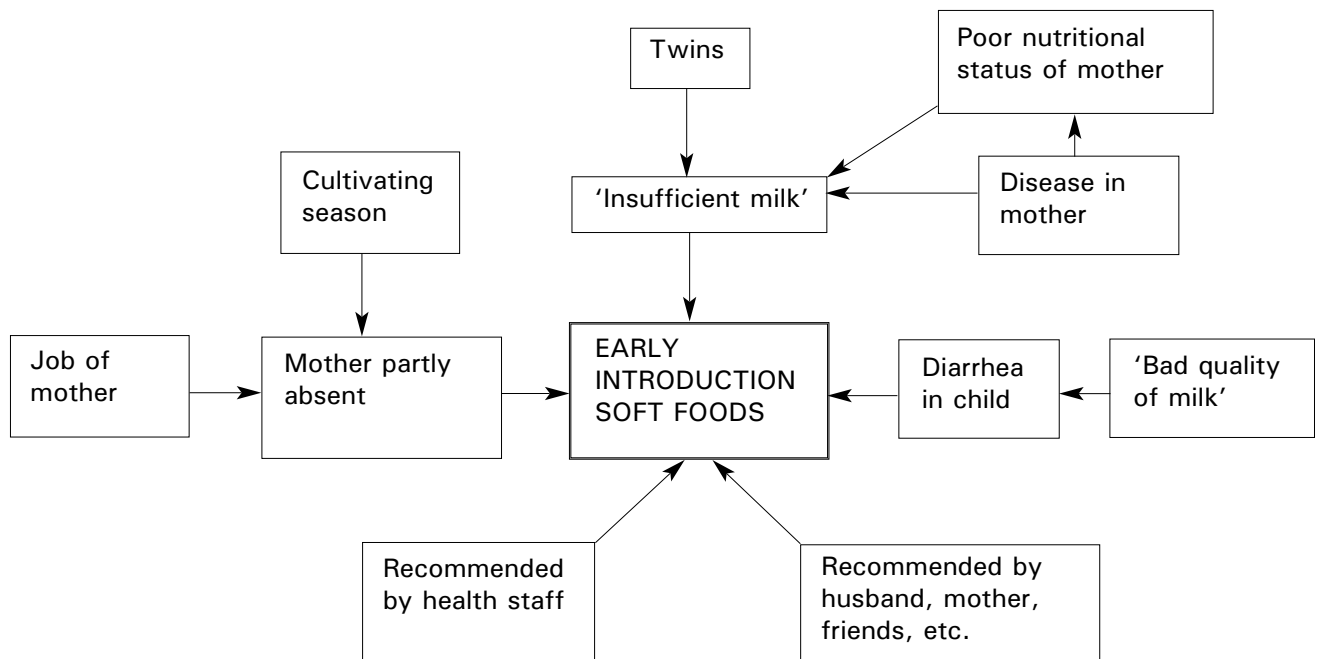 Twins
Poor nutritional
status of mother
Cultivating
season
‘Insufficient milk’
Disease in
mother
Job of
mother
Mother partly
absent
EARLY
INTRODUCTION
SOFT FOODS
Diarrhea
in child
‘Bad quality
of milk’
Recommended
by health staff
Recommended by
husband, mother,
friends, etc.